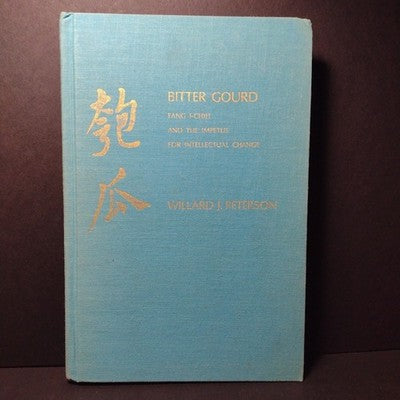 匏
瓜
BITTER GOURD
FANG I-CHIH
AND THE IMPETUS
FOR INTELLECTUAL CHANGE
WILLARD J. PETERSON